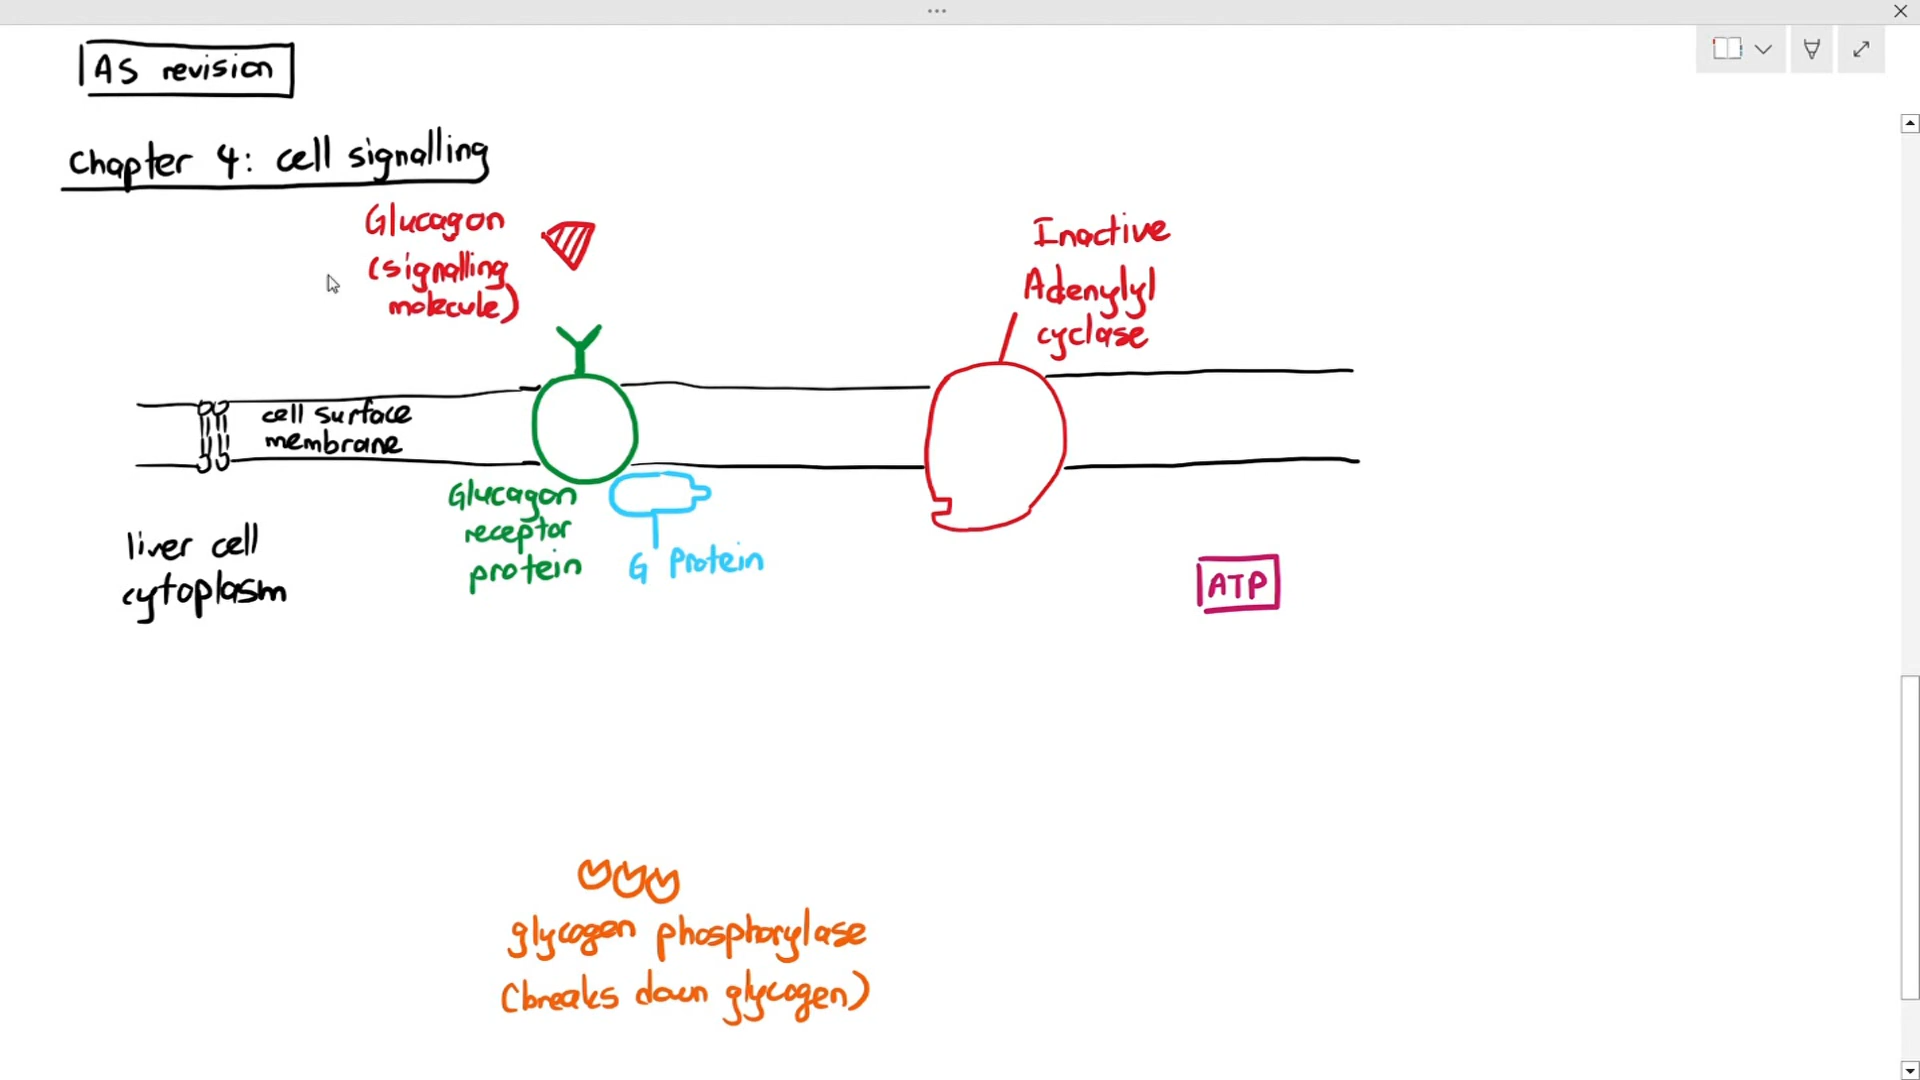 AS revision
Chapter 4: cell signalling
Glucagon
(signalling
molecule)
Inactive
Adenylyl
cyclase
cell surface
membrane
Glucagon
receptor
protein
G Protein
liver cell
cytoplasm
ATP
glycogen phosphorylase
(breaks down glycogen)